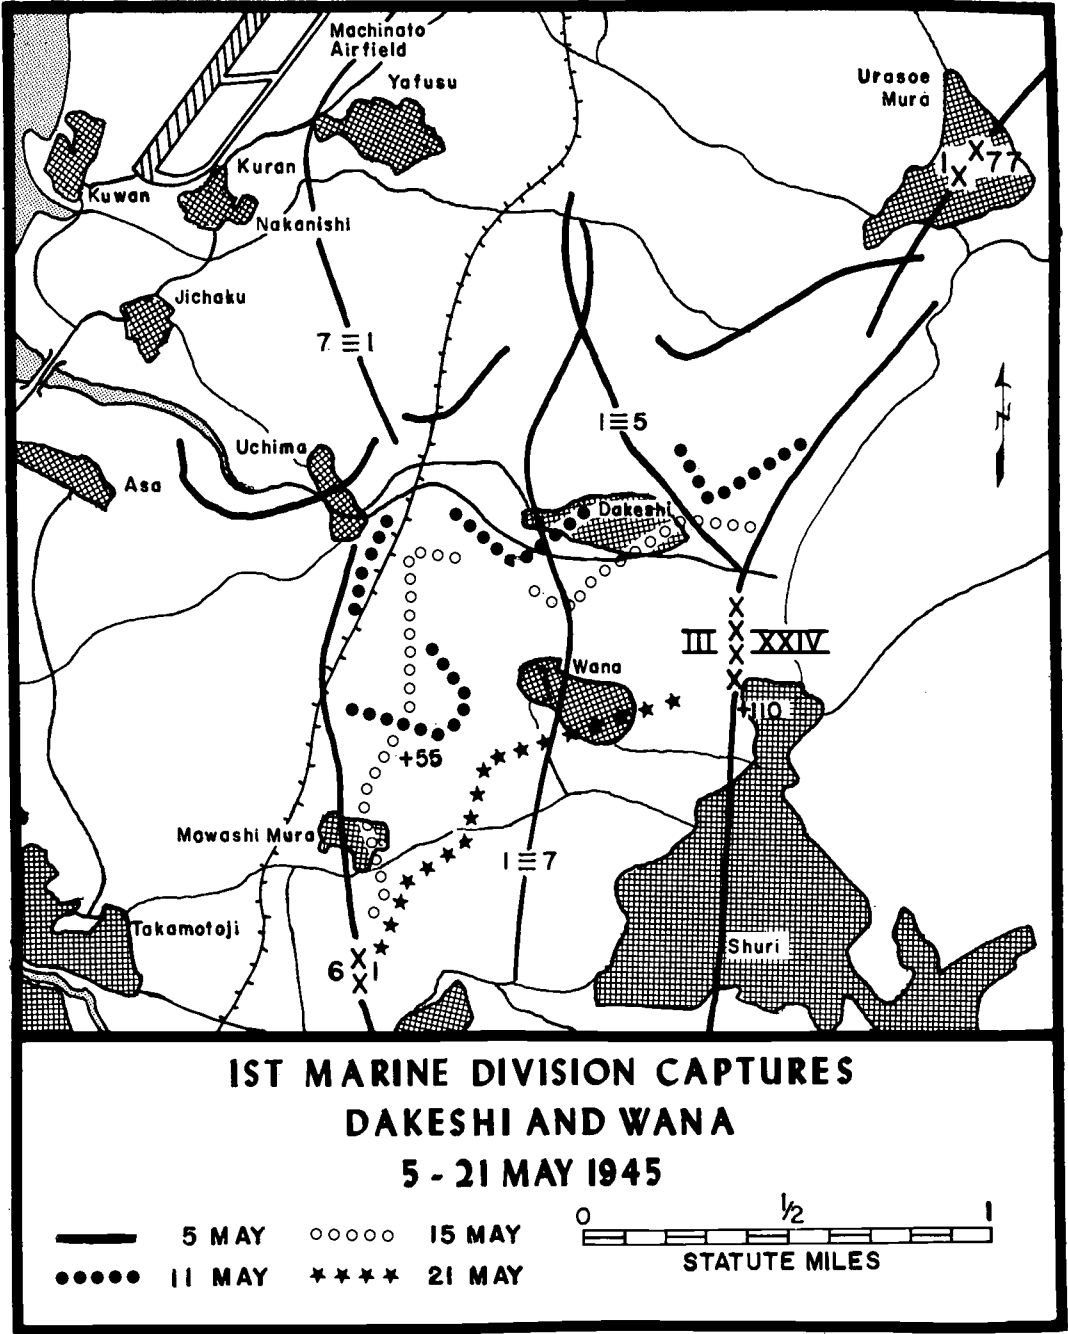 Machinato
Airfield
Yafusu
Urasoe
Mura
1 X X 77
Kuran
Kuwan
Nakanishi
Jichaku
7 ≡ 1
1 ≡ 5
Uchima
Asa
Dakeshi
III XXIV
X
X
X
X
Wana
+110
+55
Mawashi Mura
1 ≡ 7
Takamotoji
Shuri
6 X 1
X
N
1ST MARINE DIVISION CAPTURES
DAKESHI AND WANA
5 - 21 MAY 1945
5 MAY
15 MAY
11 MAY
21 MAY
0 1/2 1
STATUTE MILES